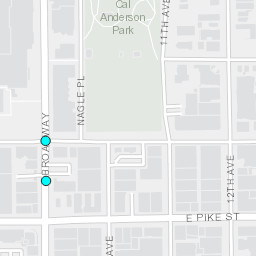 Cal
Anderson
Park
11TH AVE
NAGLE PL
BROADWAY
12TH AVE
E PIKE ST
AVE